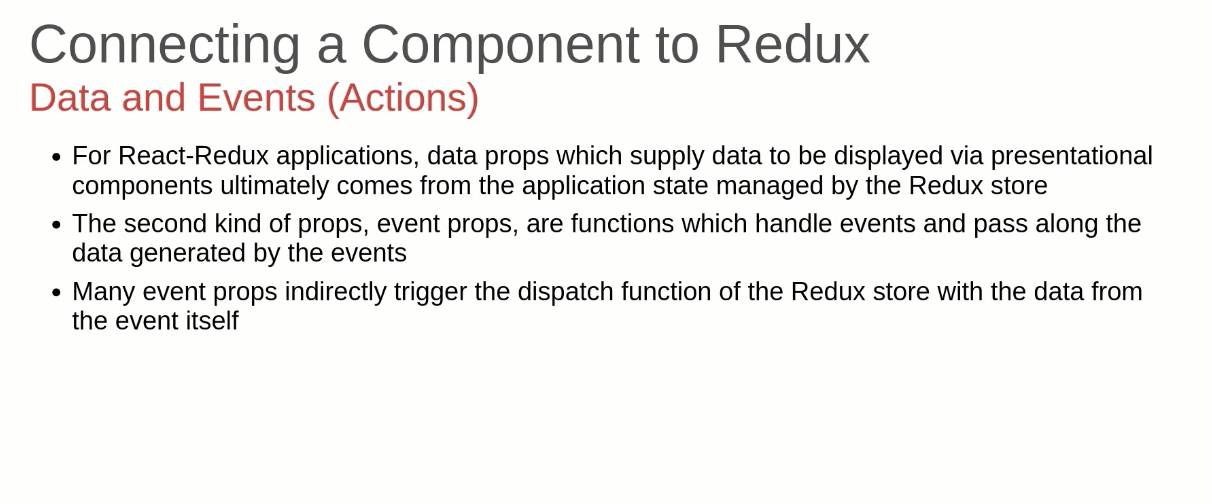 Connecting a Component to Redux
Data and Events (Actions)
• For React-Redux applications, data props which supply data to be displayed via presentational
components ultimately comes from the application state managed by the Redux store
• The second kind of props, event props, are functions which handle events and pass along the
data generated by the events
• Many event props indirectly trigger the dispatch function of the Redux store with the data from
the event itself